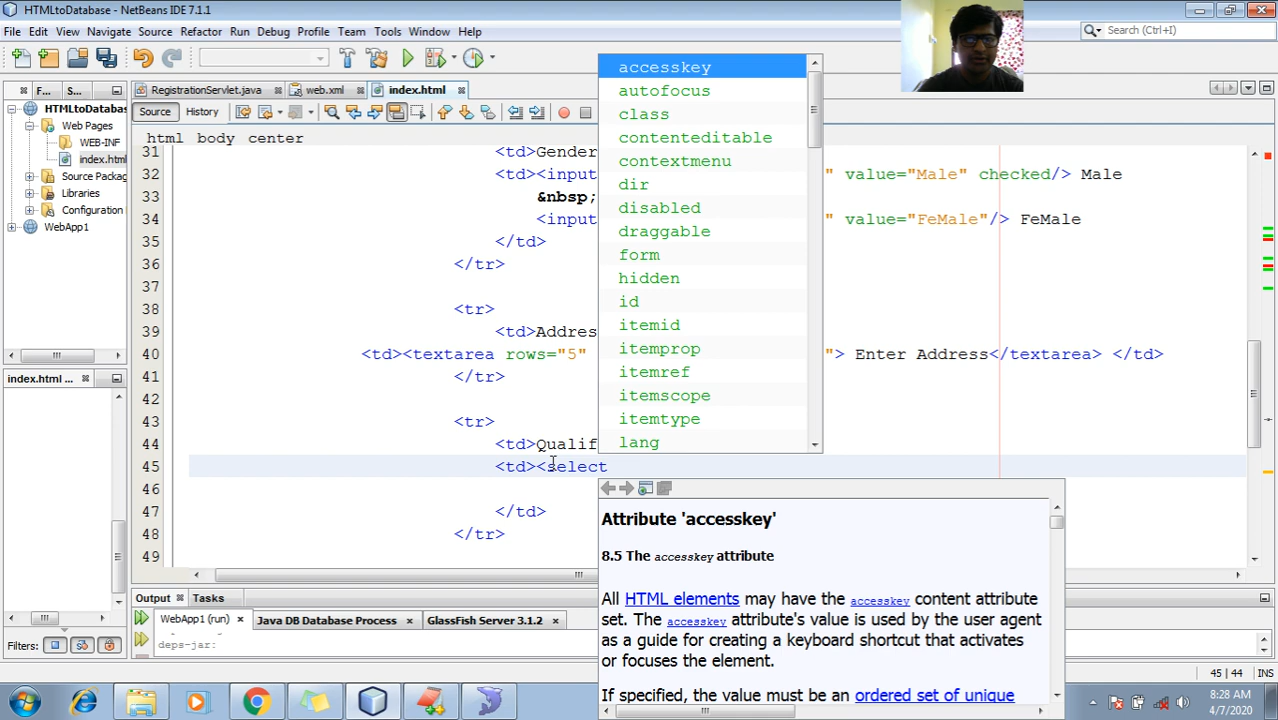 HTMLtoDatabase - NetBeans IDE 7.1.1
File Edit View Navigate Source Refactor Run Debug Profile Team Tools Window Help
Search (Ctrl+I)
F... S...
RegistrationServlet.java web.xml index.html
HTMLtoDatabas
Web Pages
WEB-INF
index.html
Source Packag
Libraries
Configuration
WebApp1
Source History
html body center
31 <td>Gender
32 <td><input " value="Male" checked/> Male
33 &nbsp;
34 <input " value="FeMale"/> FeMale
35 </td>
36 </tr>
37
38 <tr>
39 <td>Addres
40 <td><textarea rows="5" "> Enter Address</textarea> </td>
41 </tr>
42
43 <tr>
44 <td>Qualif
45 <td><select
46
47 </td>
48 </tr>
49
accesskey
autofocus
class
contenteditable
contextmenu
dir
disabled
draggable
form
hidden
id
itemid
itemprop
itemref
itemscope
itemtype
lang
Attribute 'accesskey'
8.5 The accesskey attribute
All HTML elements may have the accesskey content attribute
set. The accesskey attribute's value is used by the user agent
as a guide for creating a keyboard shortcut that activates
or focuses the element.
If specified, the value must be an ordered set of unique
index.html ...
Filters:
Output Tasks
WebApp1 (run) Java DB Database Process GlassFish Server 3.1.2
deps-jar:
45 | 44 INS
8:28 AM
4/7/2020